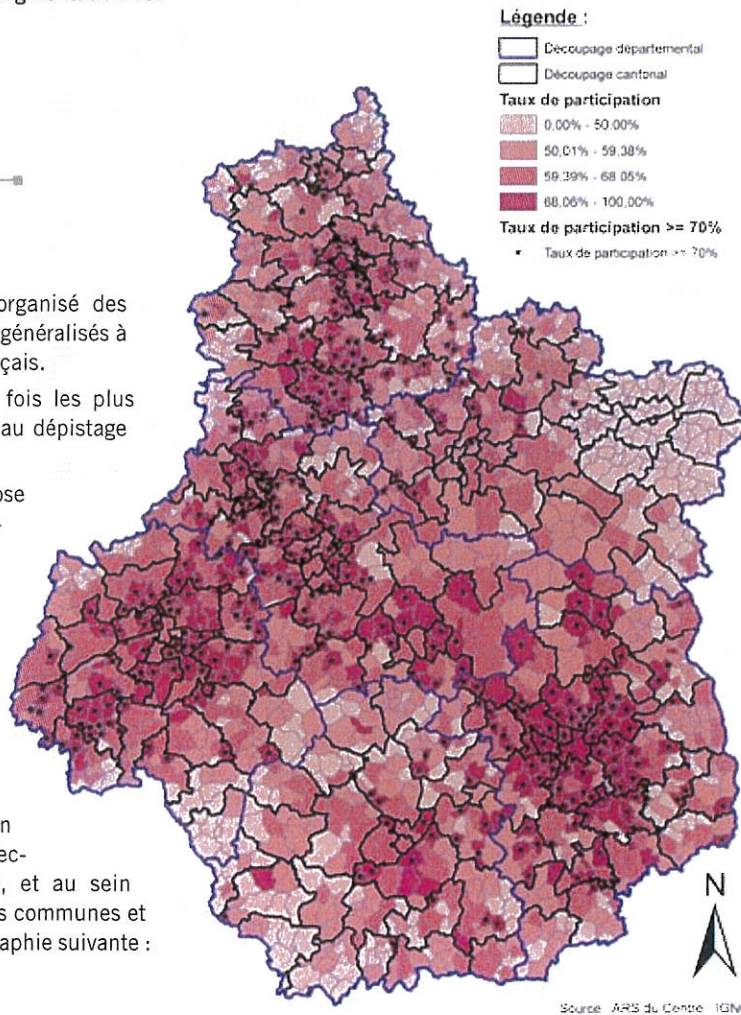 Légende :
Découpage départemental
Découpage cantonal
Taux de participation
0,00% - 50,00%
50,01% - 59,38%
59,39% - 68,05%
68,06% - 100,00%
Taux de participation >= 70%
Taux de participation >= 70%
organisé des
généralisés à
çais.
fois les plus
au dépistage
ose
-
n
ec-
, et au sein
s communes et
raphie suivante :
N
Source : ARS du Centre IGN